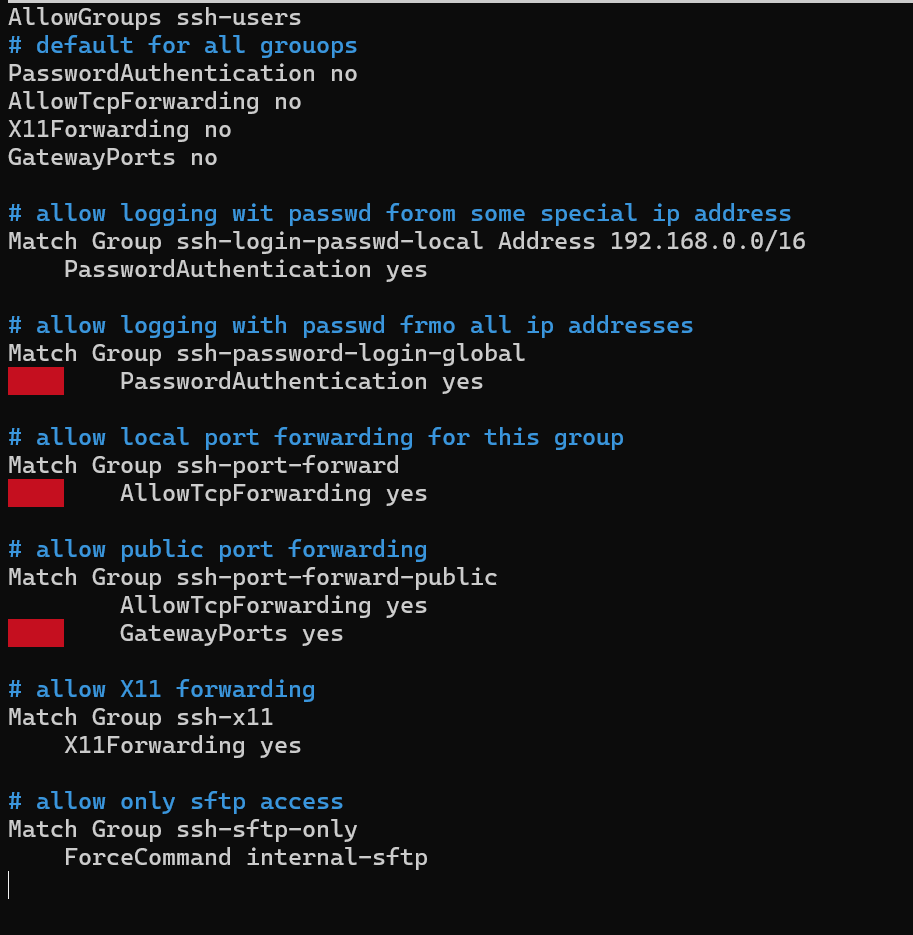 AllowGroups ssh-users
# default for all grouops
PasswordAuthentication no
AllowTcpForwarding no
X11Forwarding no
GatewayPorts no
# allow logging wit passwd forom some special ip address
Match Group ssh-login-passwd-local Address 192.168.0.0/16
PasswordAuthentication yes
# allow logging with passwd frmo all ip addresses
Match Group ssh-password-login-global
PasswordAuthentication yes
# allow local port forwarding for this group
Match Group ssh-port-forward
AllowTcpForwarding yes
# allow public port forwarding
Match Group ssh-port-forward-public
AllowTcpForwarding yes
GatewayPorts yes
# allow X11 forwarding
Match Group ssh-x11
X11Forwarding yes
# allow only sftp access
Match Group ssh-sftp-only
ForceCommand internal-sftp